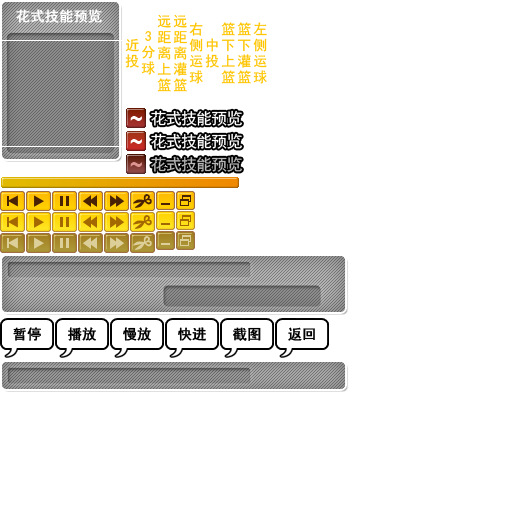 花式技能预览
近投
3分球
远距离上篮
远距离灌篮
右侧运球
中投
篮下上篮
篮下灌篮
左侧运球
花式技能预览
花式技能预览
花式技能预览
暂停
播放
慢放
快进
截图
返回